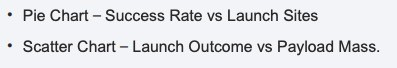 • Pie Chart – Success Rate vs Launch Sites
• Scatter Chart – Launch Outcome vs Payload Mass.